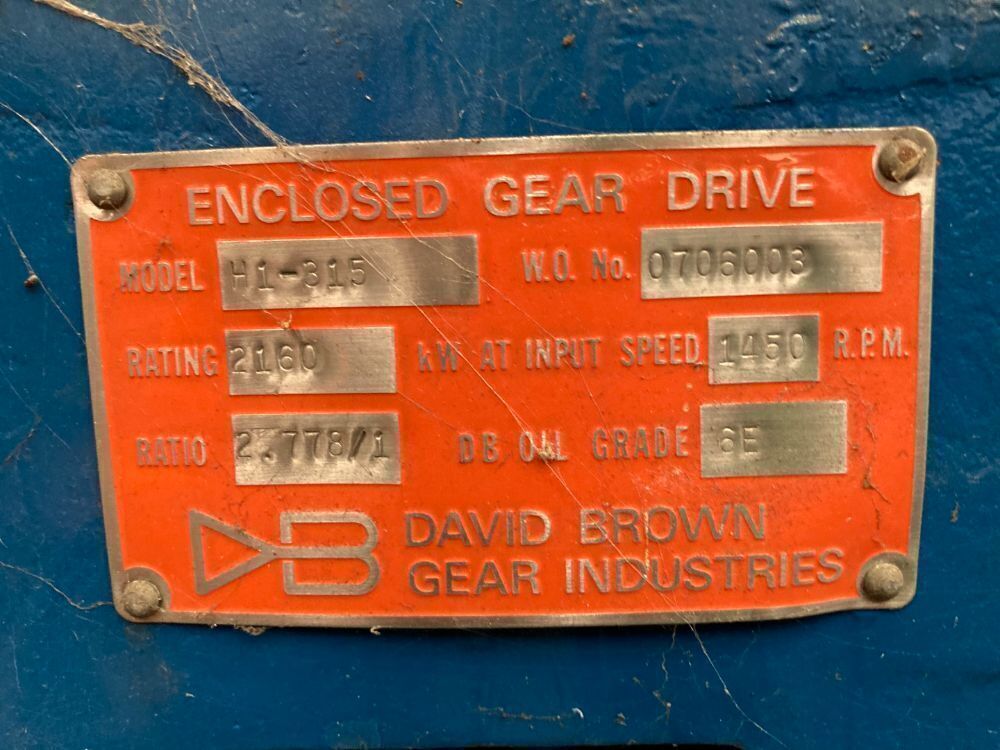 ENCLOSED GEAR DRIVE
MODEL H1-315 W.O. No. 0706003
RATING 2160 kW AT INPUT SPEED 1450 R.P.M.
RATIO 2.778/1 DB OIL GRADE 6E
DB DAVID BROWN
GEAR INDUSTRIES